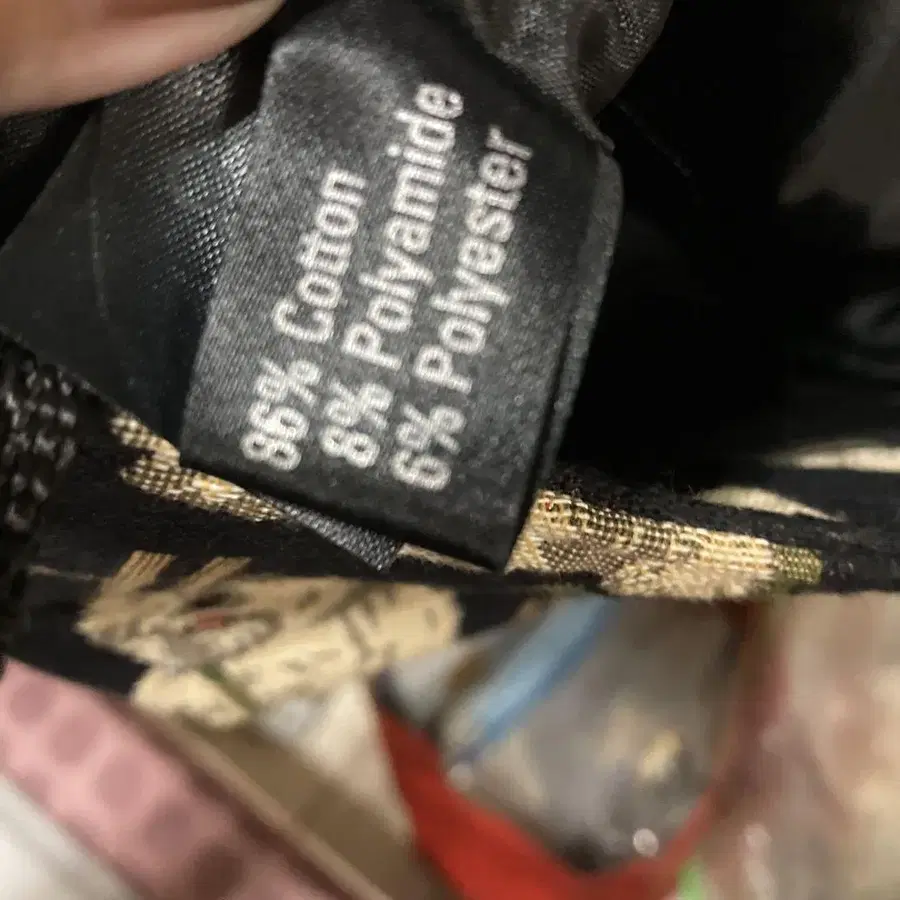 86% Cotton
8% Polyamide
6% Polyester